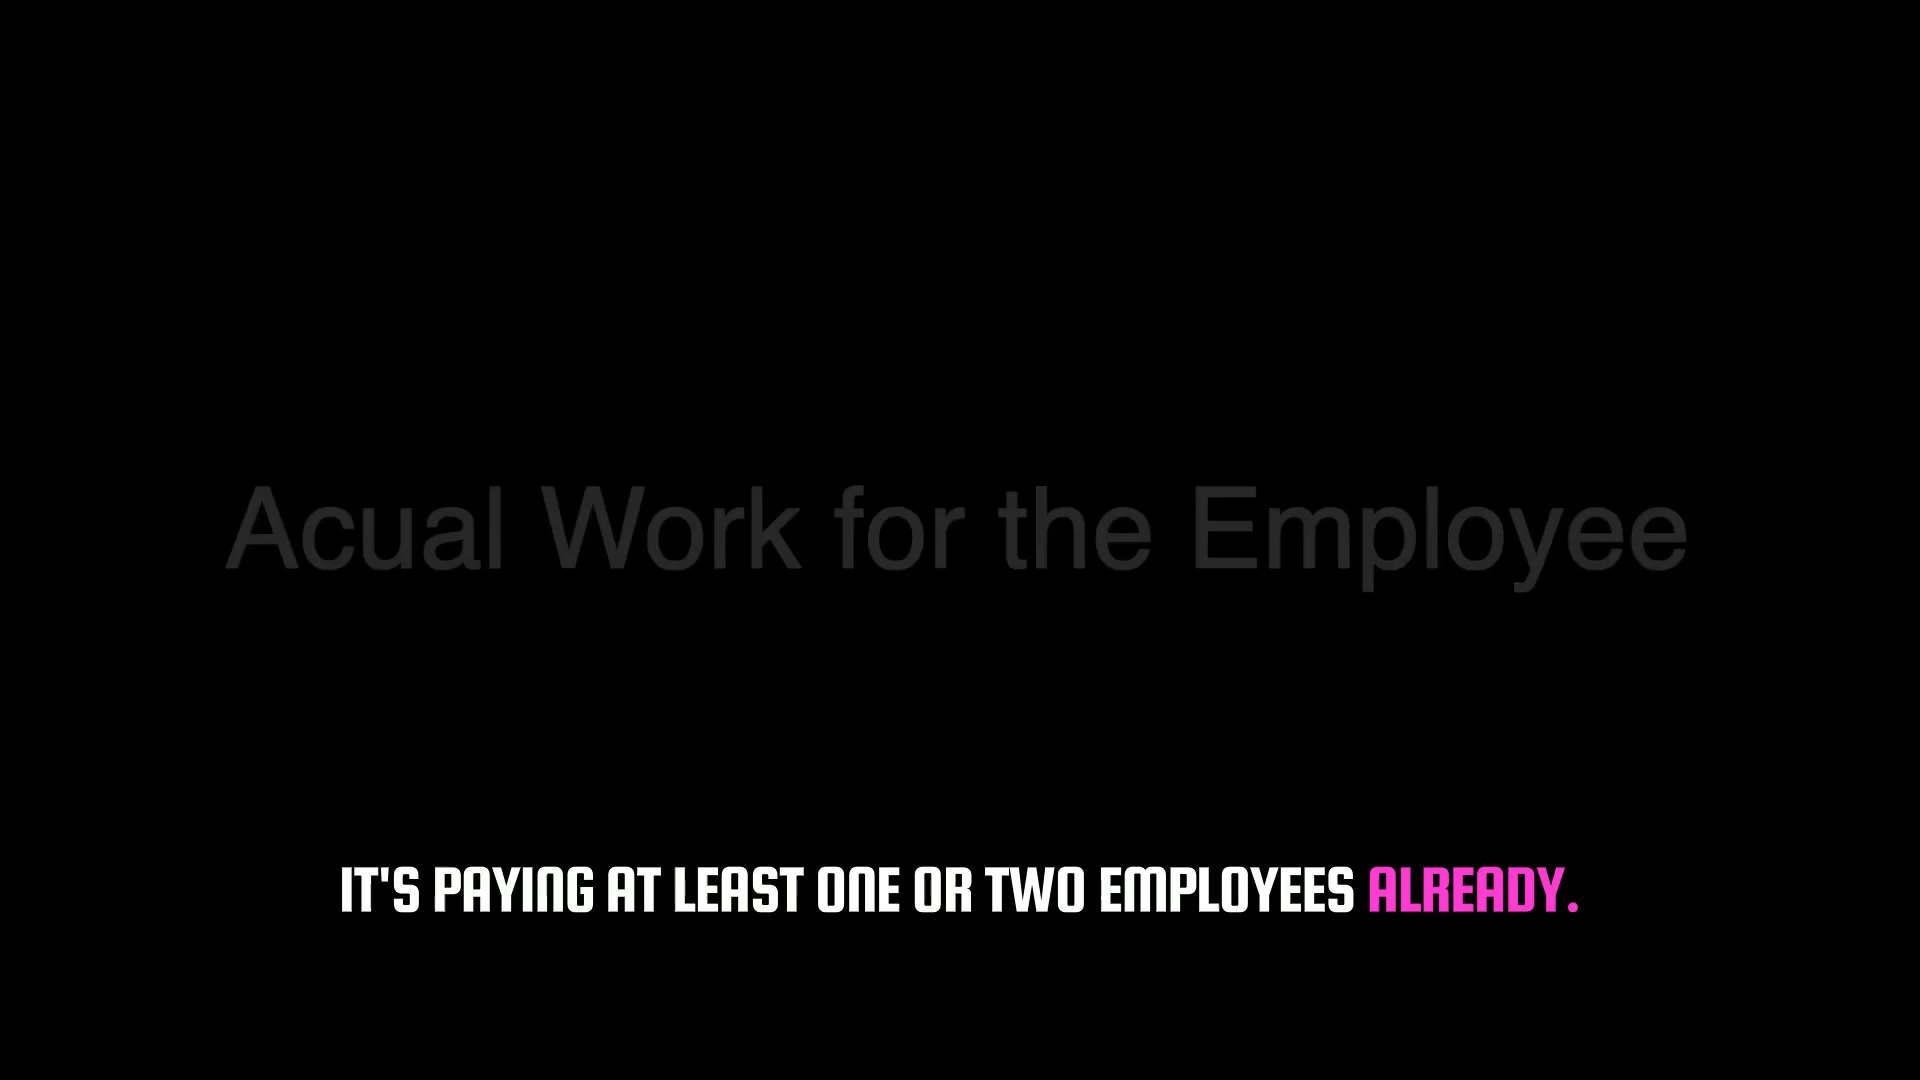 Acual Work for the Employee
IT'S PAYING AT LEAST ONE OR TWO EMPLOYEES ALREADY.